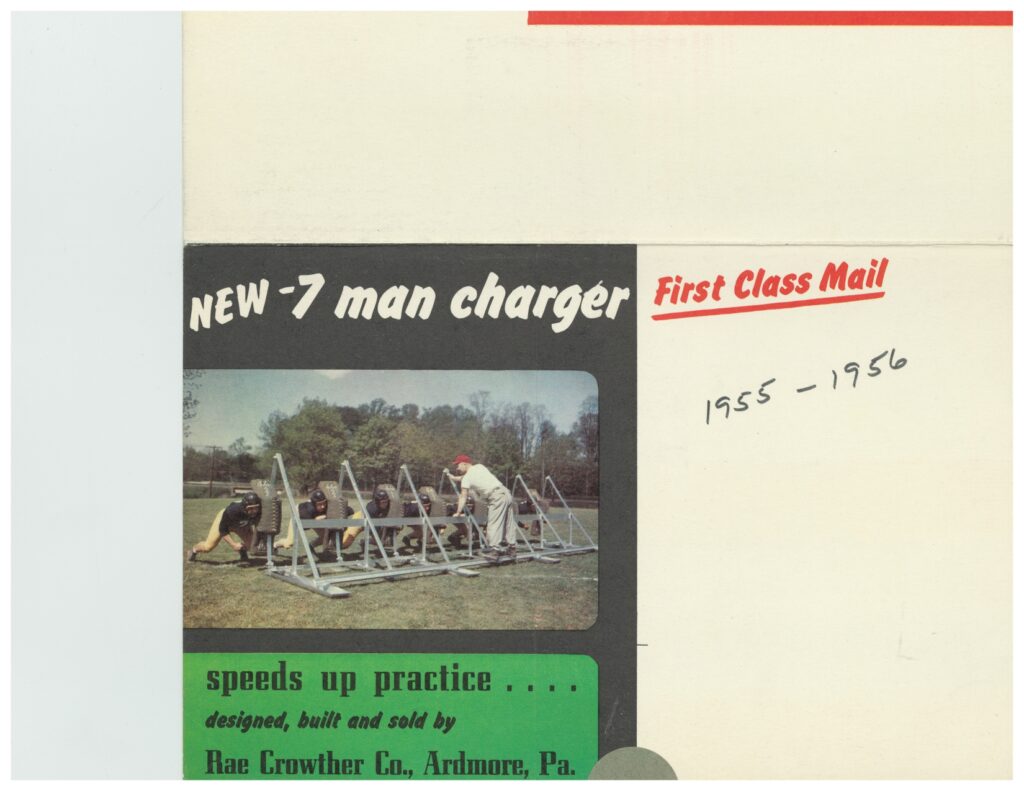 NEW -7 man charger
First Class Mail
1955 - 1956
speeds up practice . . . .
designed, built and sold by
Rae Crowther Co., Ardmore, Pa.